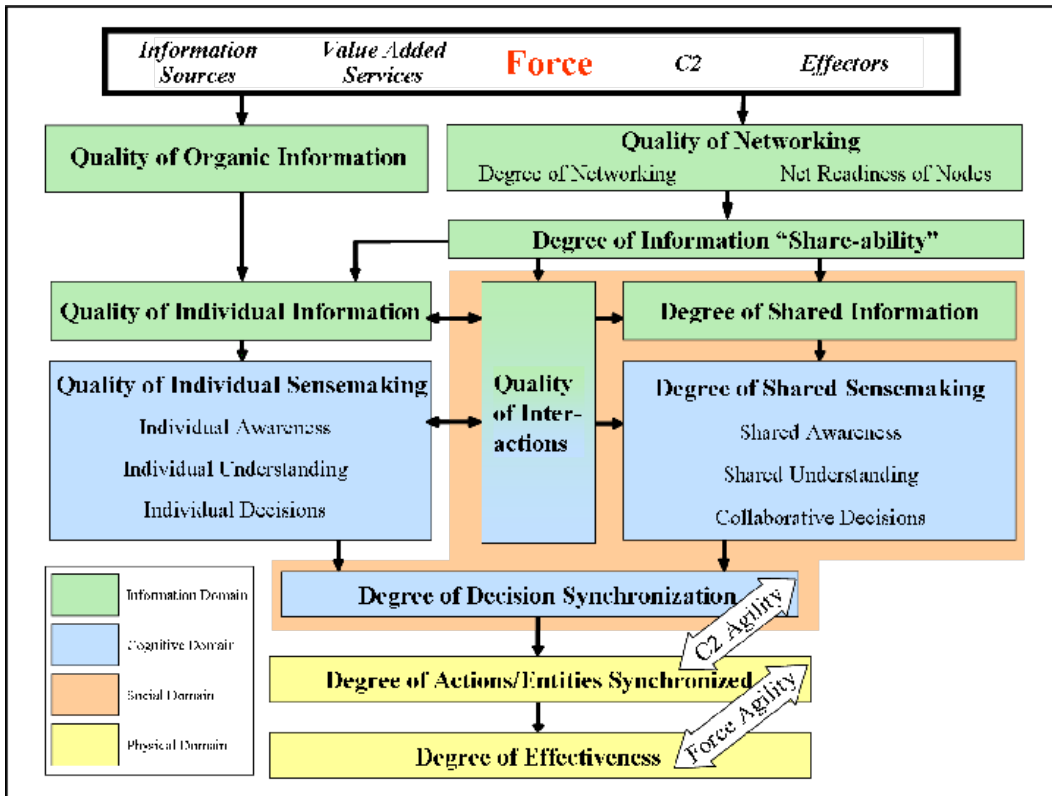 Information Sources
Value Added Services
Force
C2
Effectors
Quality of Organic Information
Quality of Networking
Degree of Networking
Net Readiness of Nodes
Degree of Information “Share-ability”
Quality of Individual Information
Degree of Shared Information
Quality of Individual Sensemaking
Individual Awareness
Individual Understanding
Individual Decisions
Quality
of Inter-
actions
Degree of Shared Sensemaking
Shared Awareness
Shared Understanding
Collaborative Decisions
Degree of Decision Synchronization
C2 Agility
Degree of Actions/Entities Synchronized
Force Agility
Degree of Effectiveness
Information Domain
Cognitive Domain
Social Domain
Physical Domain